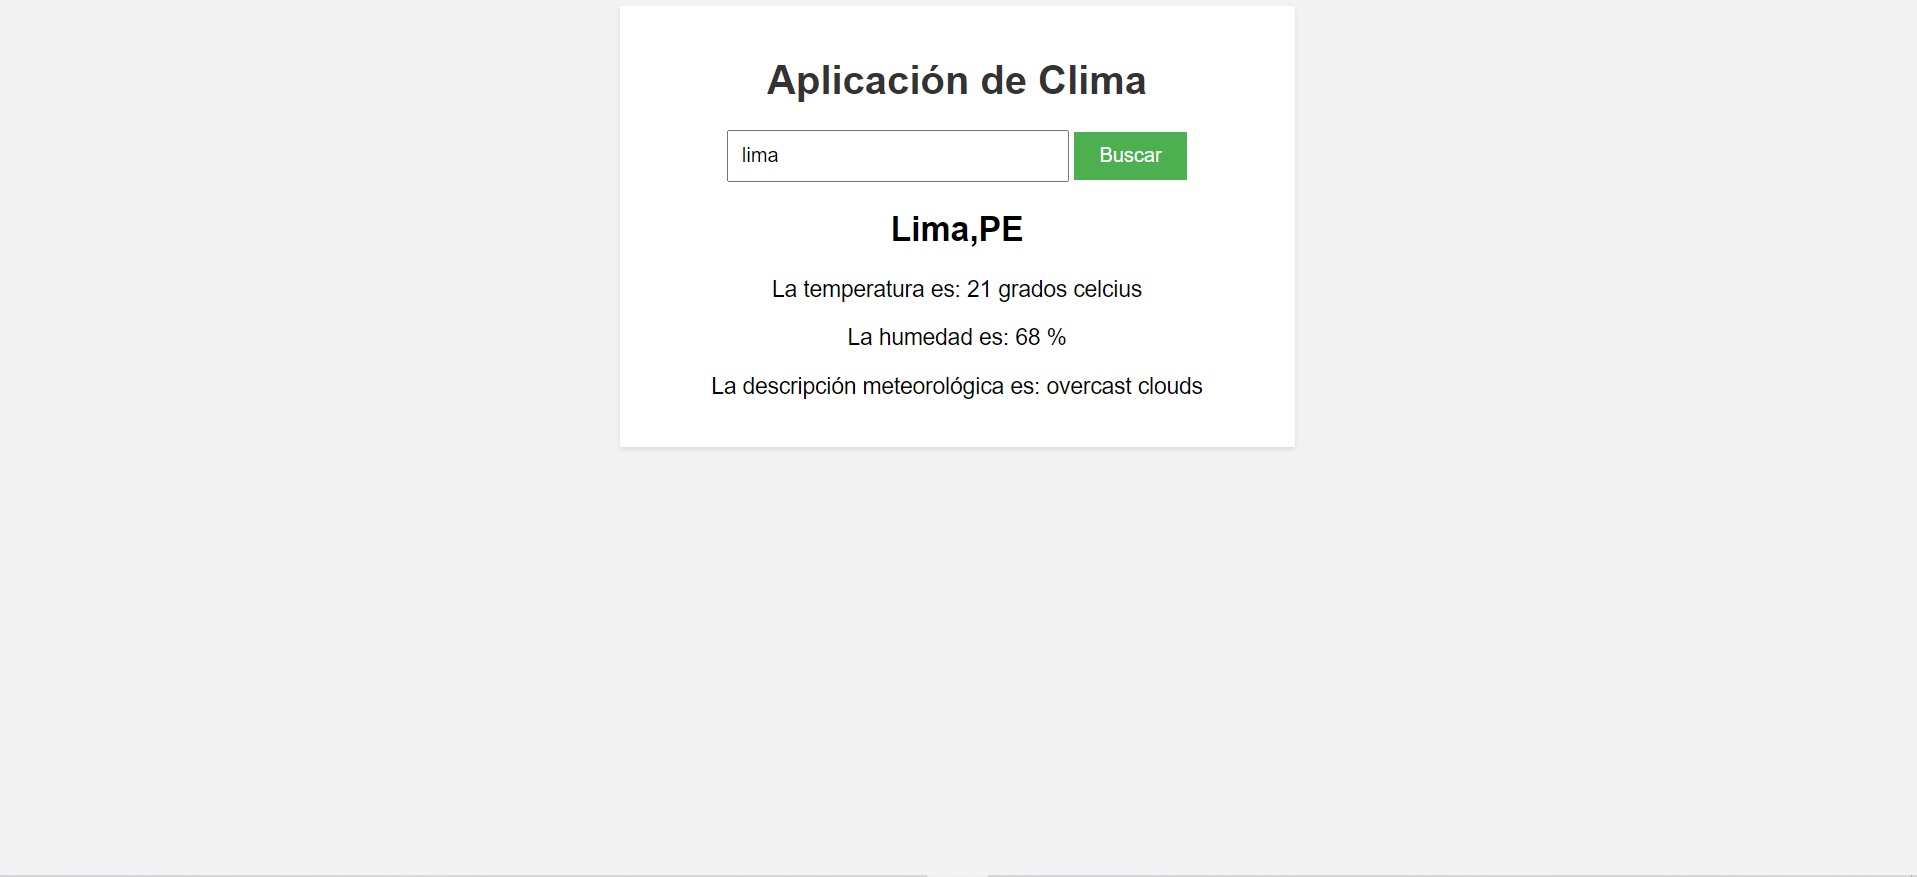 Aplicación de Clima
lima Buscar
Lima,PE
La temperatura es: 21 grados celcius
La humedad es: 68 %
La descripción meteorológica es: overcast clouds